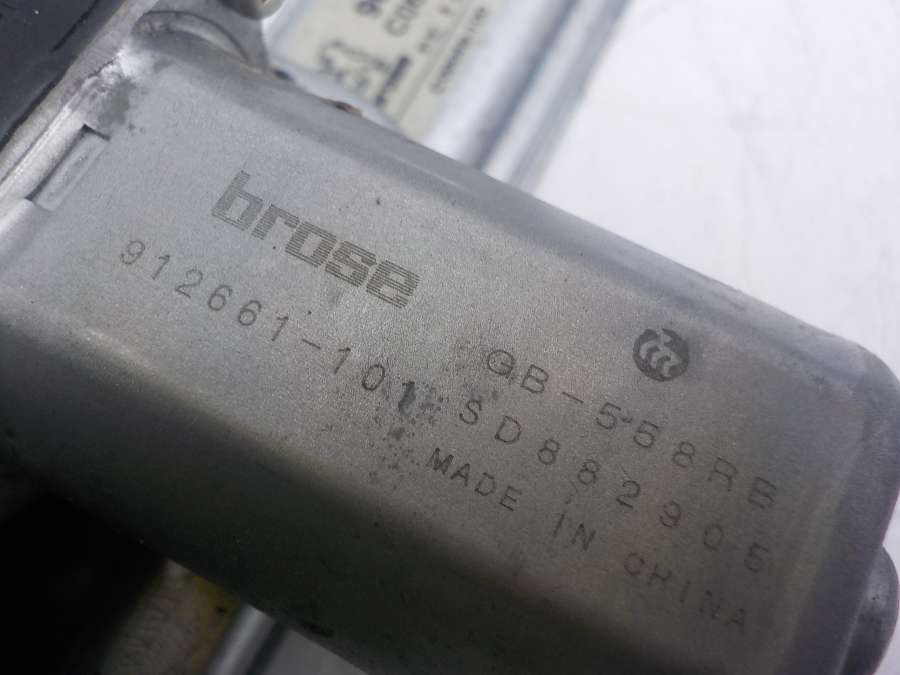 brose
GB-558RB
912661-101 SD882905
MADE IN CHINA